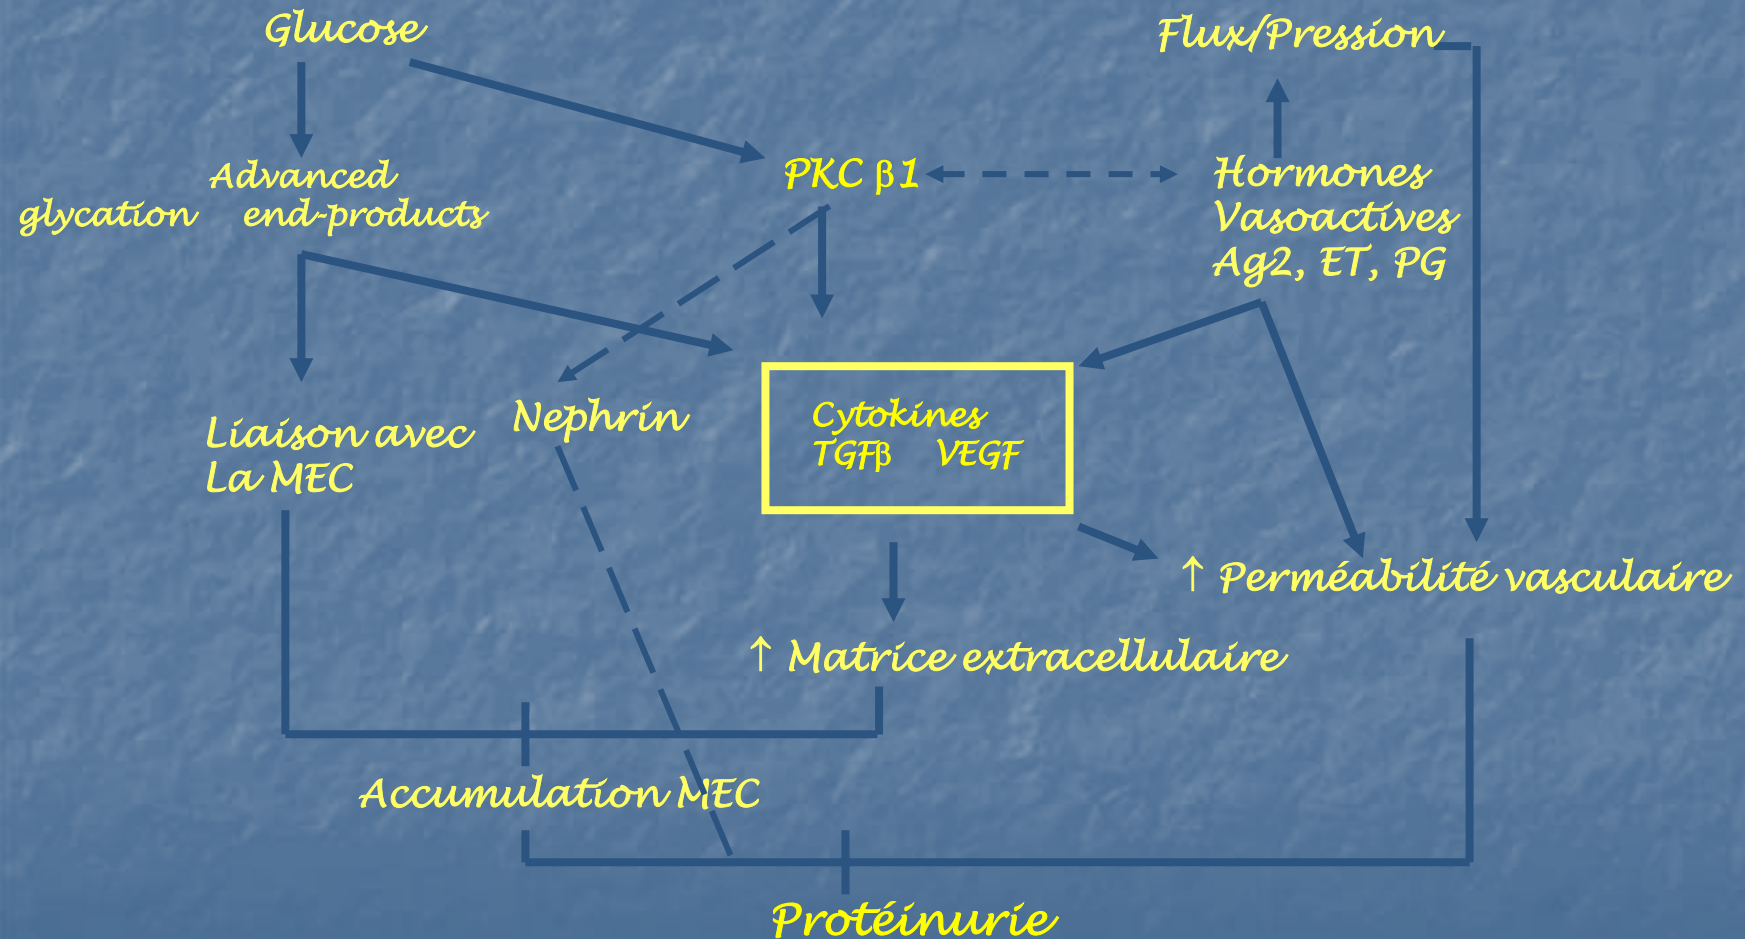 Glucose
Flux/Pression
Advanced
glycation end-products
PKC β1
Hormones
Vasoactives
Ag2, ET, PG
Liaison avec
La MEC
Nephrin
Cytokines
TGFβ VEGF
↑ Perméabilité vasculaire
↑ Matrice extracellulaire
Accumulation MEC
Protéinurie